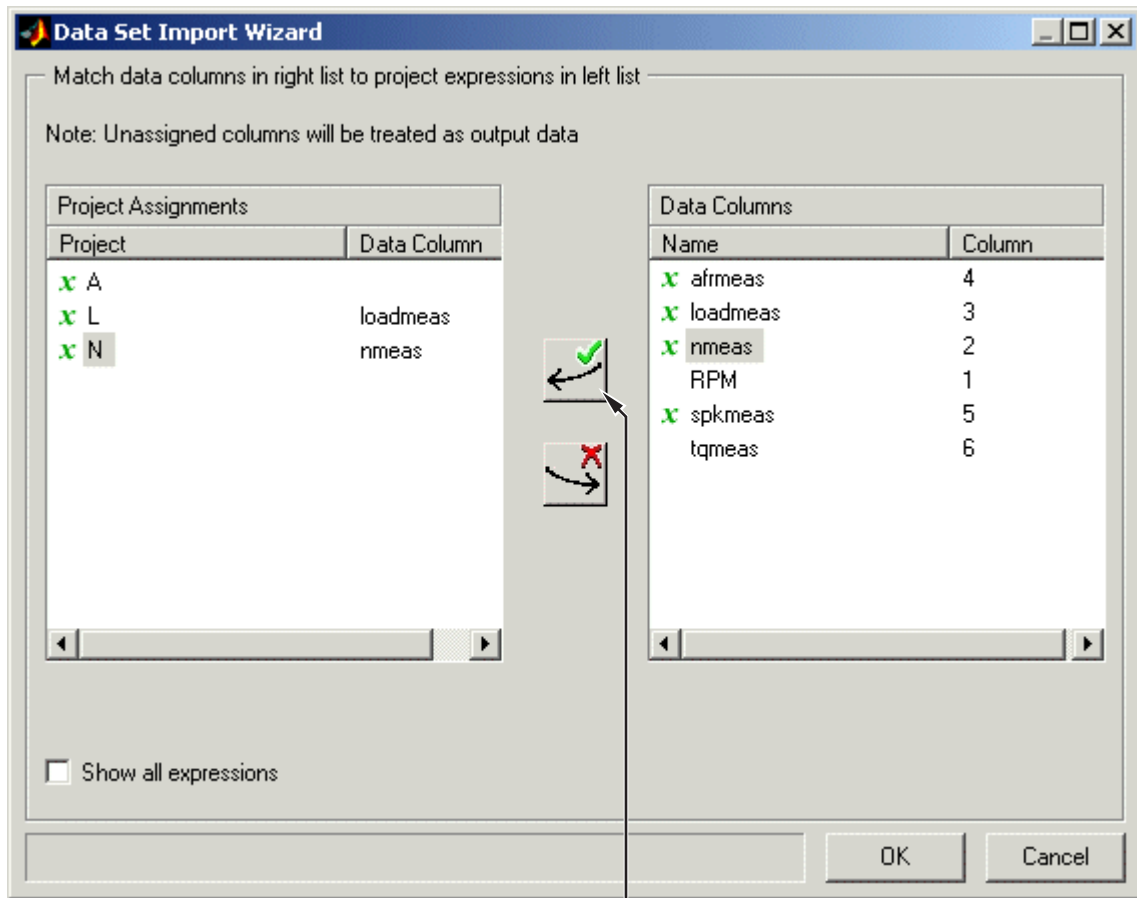 Data Set Import Wizard
Match data columns in right list to project expressions in left list
Note: Unassigned columns will be treated as output data
Project Assignments
Project Data Column
x A
x L loadmeas
x N nmeas
Data Columns
Name Column
x afrmeas 4
x loadmeas 3
x nmeas 2
RPM 1
x spkmeas 5
tqmeas 6
Show all expressions
OK Cancel